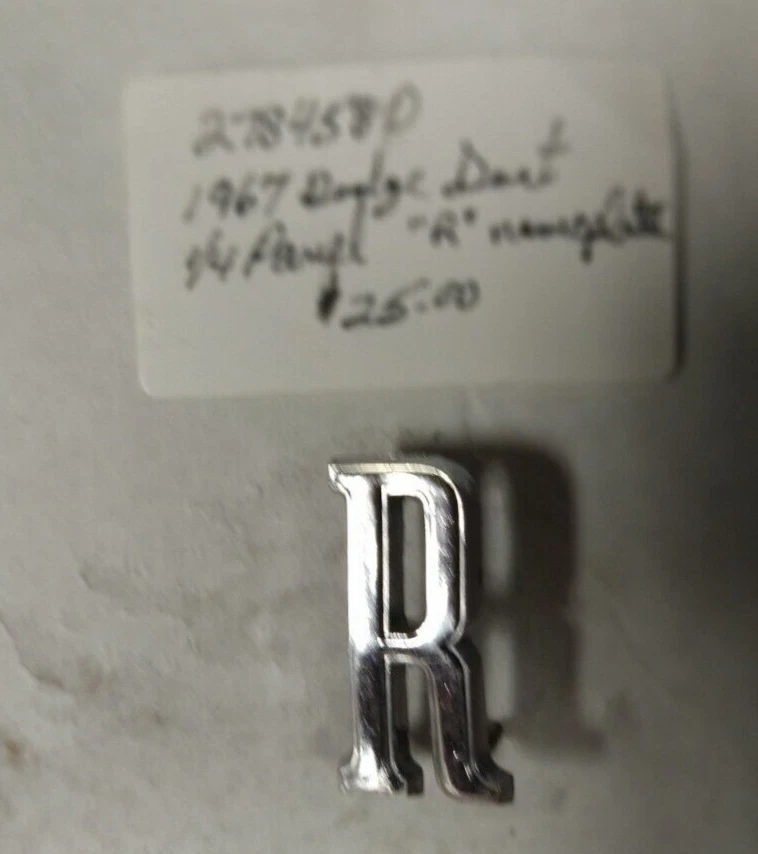 2784580
1967 Dodge Dart
1/4 Panel "R" nameplate
$25.00
R